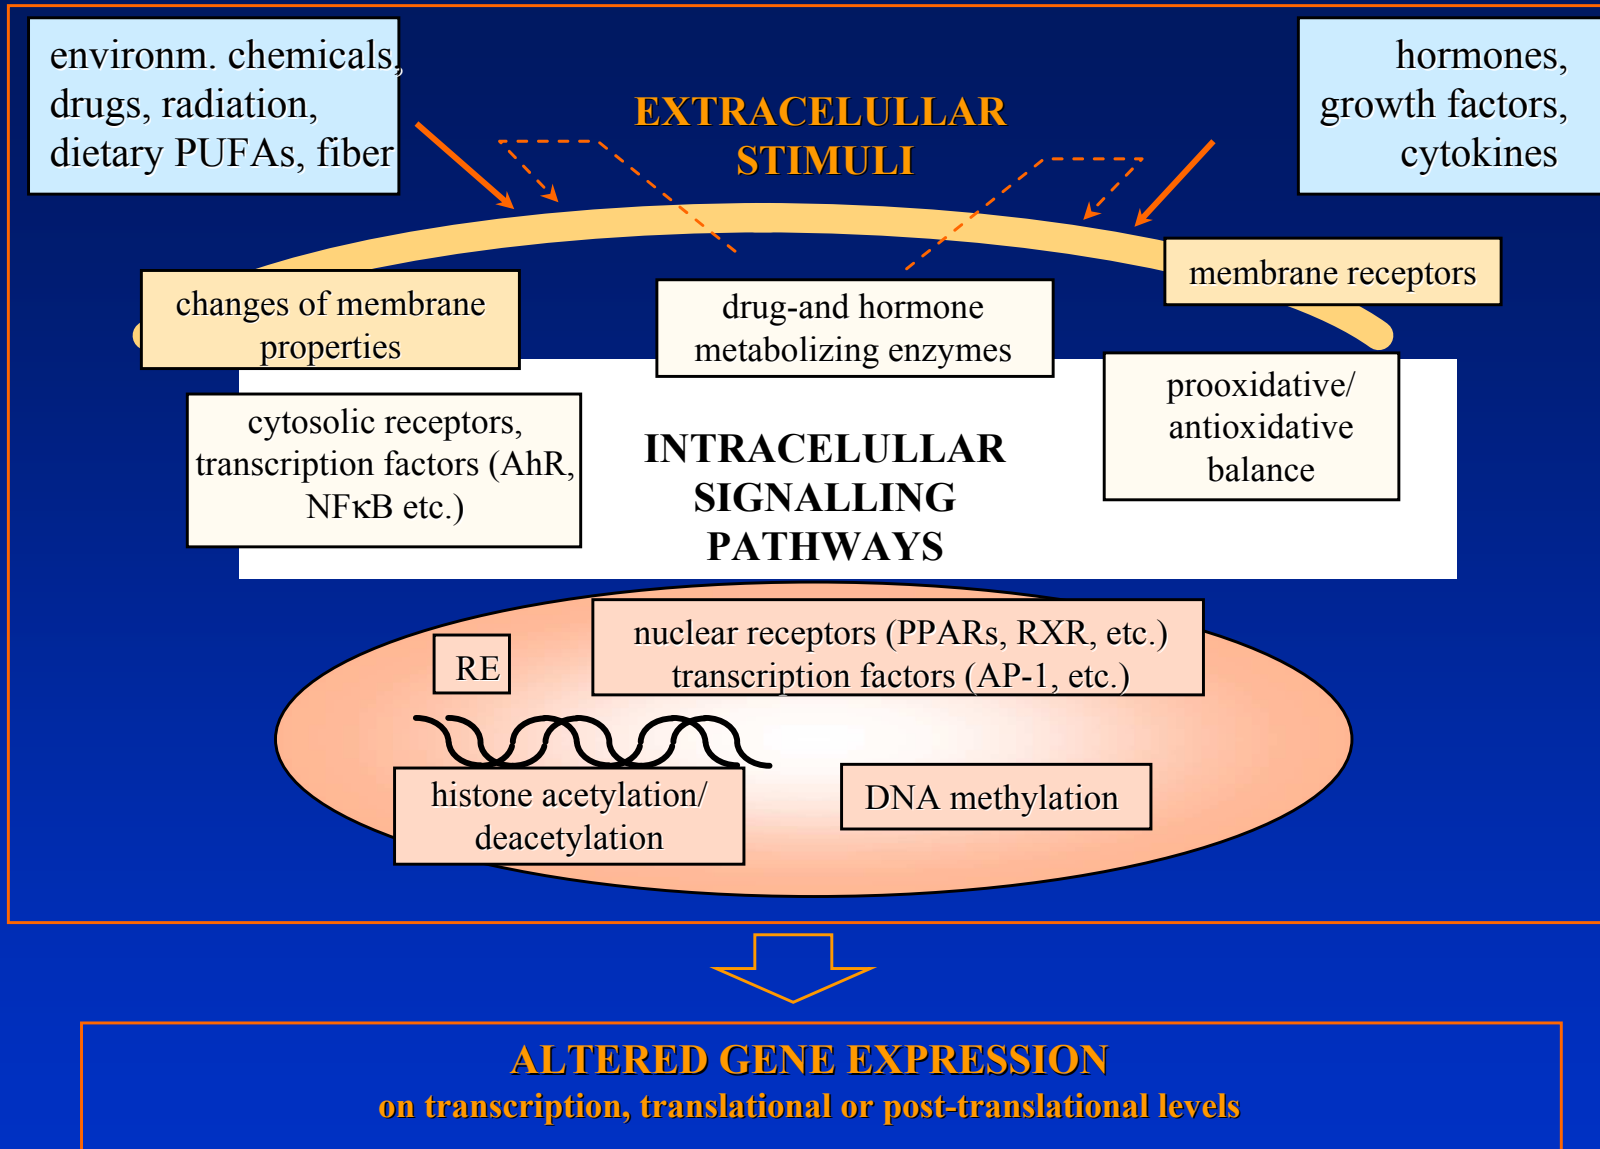 environm. chemicals,
drugs, radiation,
dietary PUFAs, fiber
EXTRACELULLAR
STIMULI
hormones,
growth factors,
cytokines
changes of membrane
properties
drug-and hormone
metabolizing enzymes
membrane receptors
cytosolic receptors,
transcription factors (AhR,
NFκB etc.)
INTRACELULLAR
SIGNALLING
PATHWAYS
prooxidative/
antioxidative
balance
RE
nuclear receptors (PPARs, RXR, etc.)
transcription factors (AP-1, etc.)
histone acetylation/
deacetylation
DNA methylation
ALTERED GENE EXPRESSION
on transcription, translational or post-translational levels